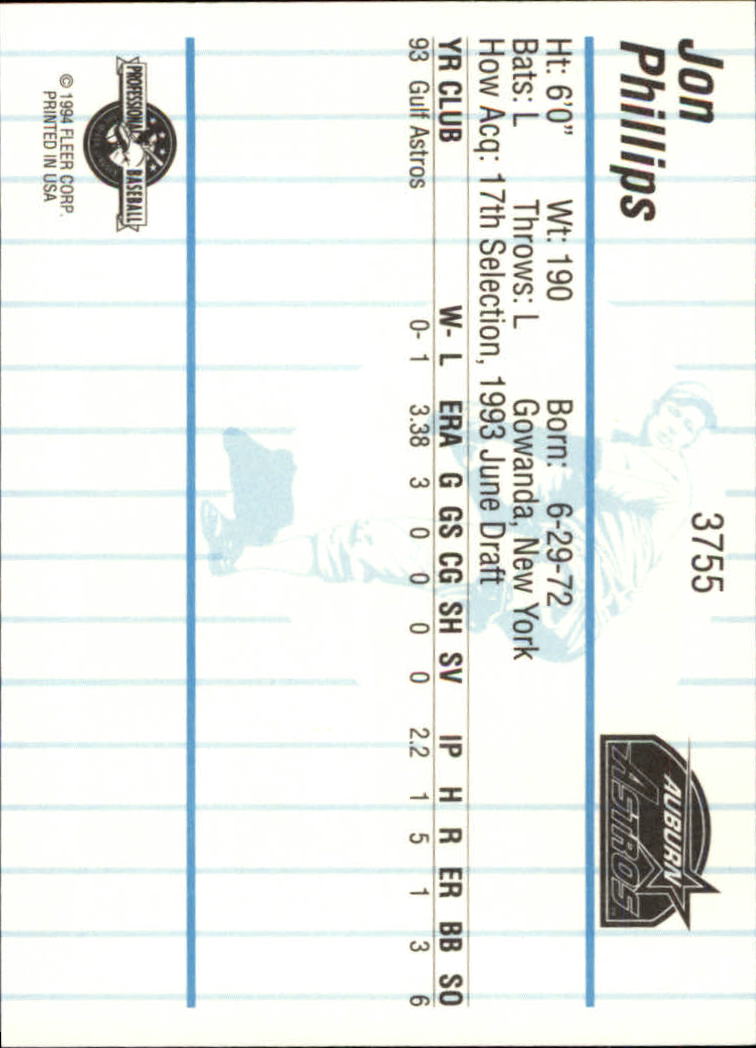 Jon
Phillips
3755
AUBURN
ASTROS
Ht: 6'0" Wt: 190 Born: 6-29-72
Bats: L Throws: L Gowanda, New York
How Acq: 17th Selection, 1993 June Draft
YR CLUB W- L ERA G GS CG SH SV IP H R ER BB SO
93 Gulf Astros 0- 1 3.38 3 0 0 0 0 2.2 1 5 1 3 6
PROFESSIONAL BASEBALL
© 1994 FLEER CORP.
PRINTED IN USA